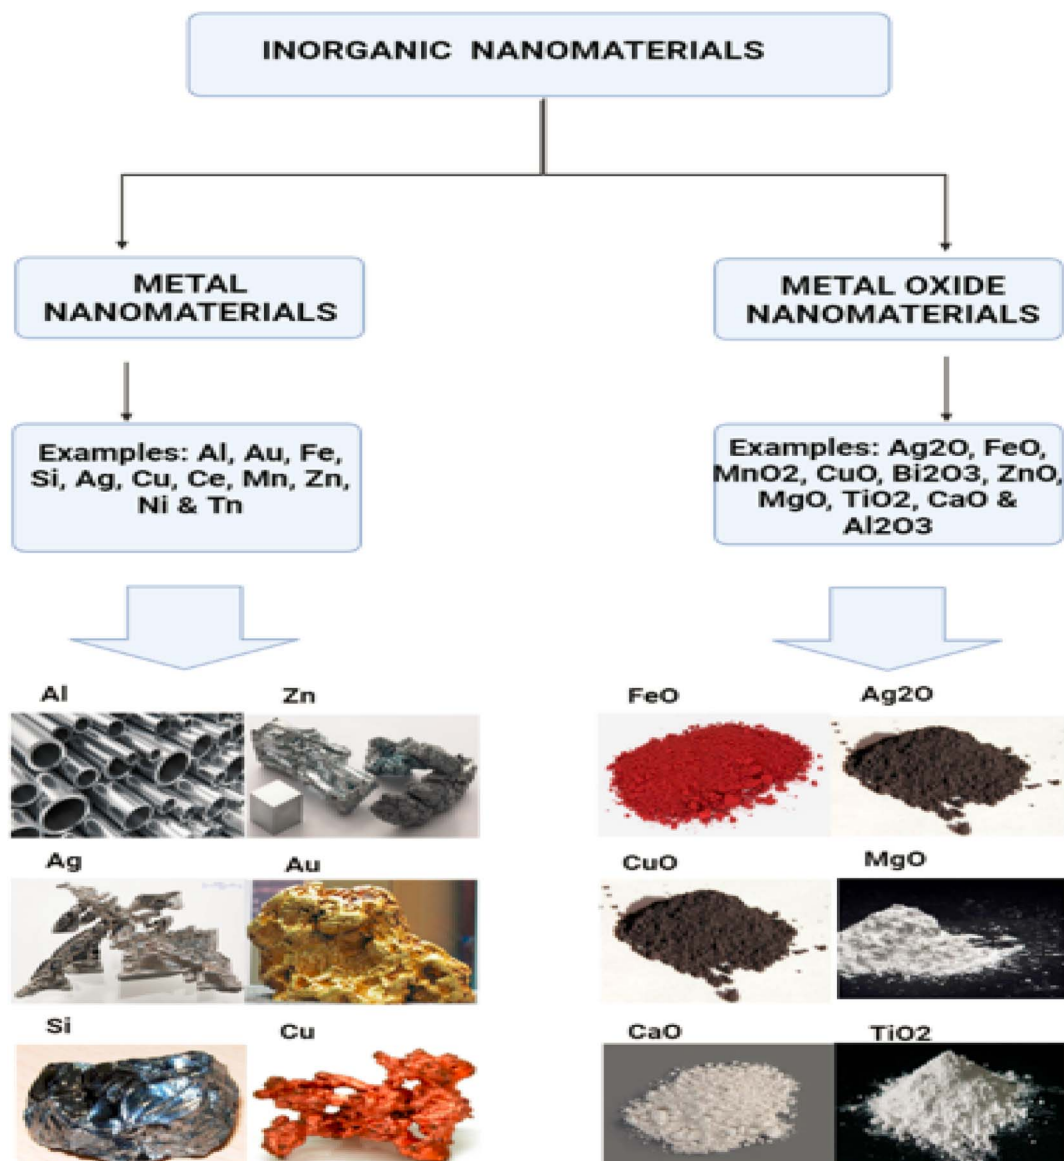 INORGANIC NANOMATERIALS
METAL
NANOMATERIALS
METAL OXIDE
NANOMATERIALS
Examples: Al, Au, Fe,
Si, Ag, Cu, Ce, Mn, Zn,
Ni & Tn
Examples: Ag2O, FeO,
MnO2, CuO, Bi2O3, ZnO,
MgO, TiO2, CaO &
Al2O3
Al
Zn
Ag
Au
Si
Cu
FeO
Ag2O
CuO
MgO
CaO
TiO2